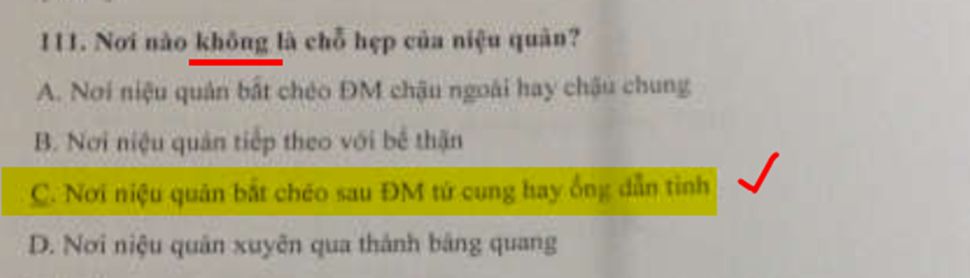 111. Nơi nào không là chỗ hẹp của niệu quản?
A. Nơi niệu quản bắt chéo ĐM chậu ngoài hay chậu chung
B. Nơi niệu quản tiếp theo với bể thận
C. Nơi niệu quản bắt chéo sau ĐM tử cung hay ống dẫn tinh
D. Nơi niệu quản xuyên qua thành bàng quang